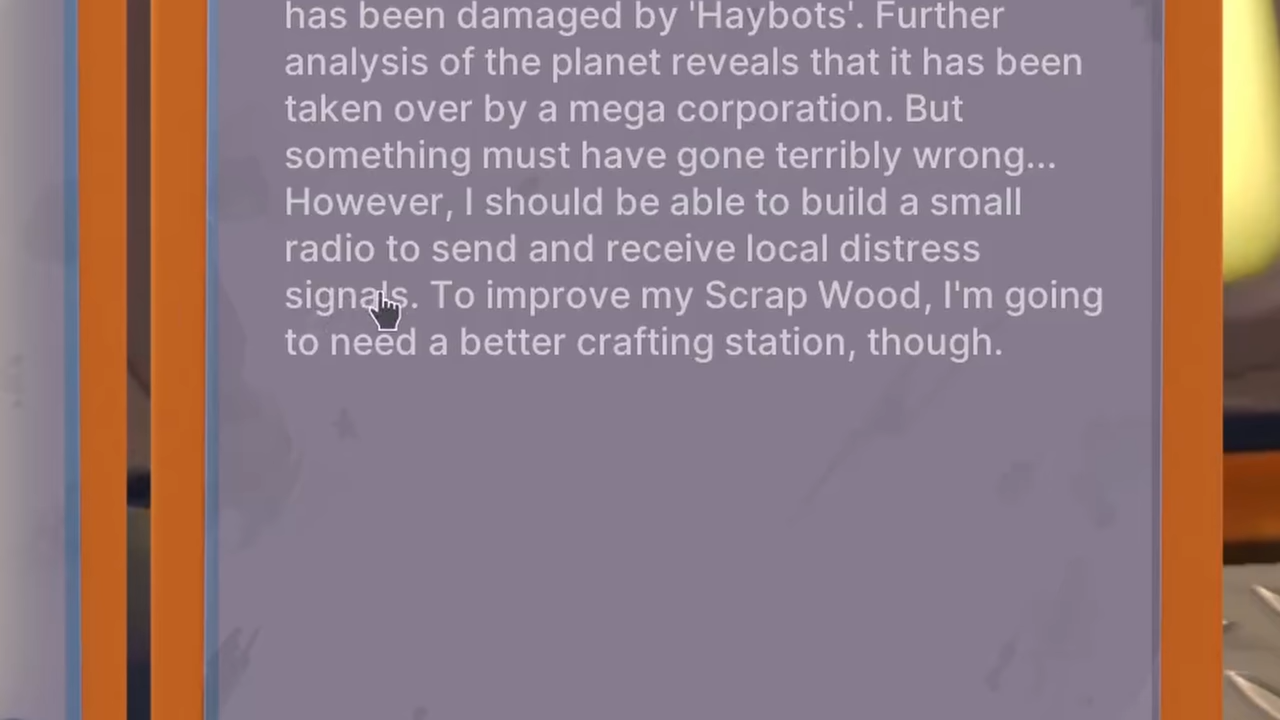 has been damaged by 'Haybots'. Further
analysis of the planet reveals that it has been
taken over by a mega corporation. But
something must have gone terribly wrong...
However, I should be able to build a small
radio to send and receive local distress
signals. To improve my Scrap Wood, I'm going
to need a better crafting station, though.